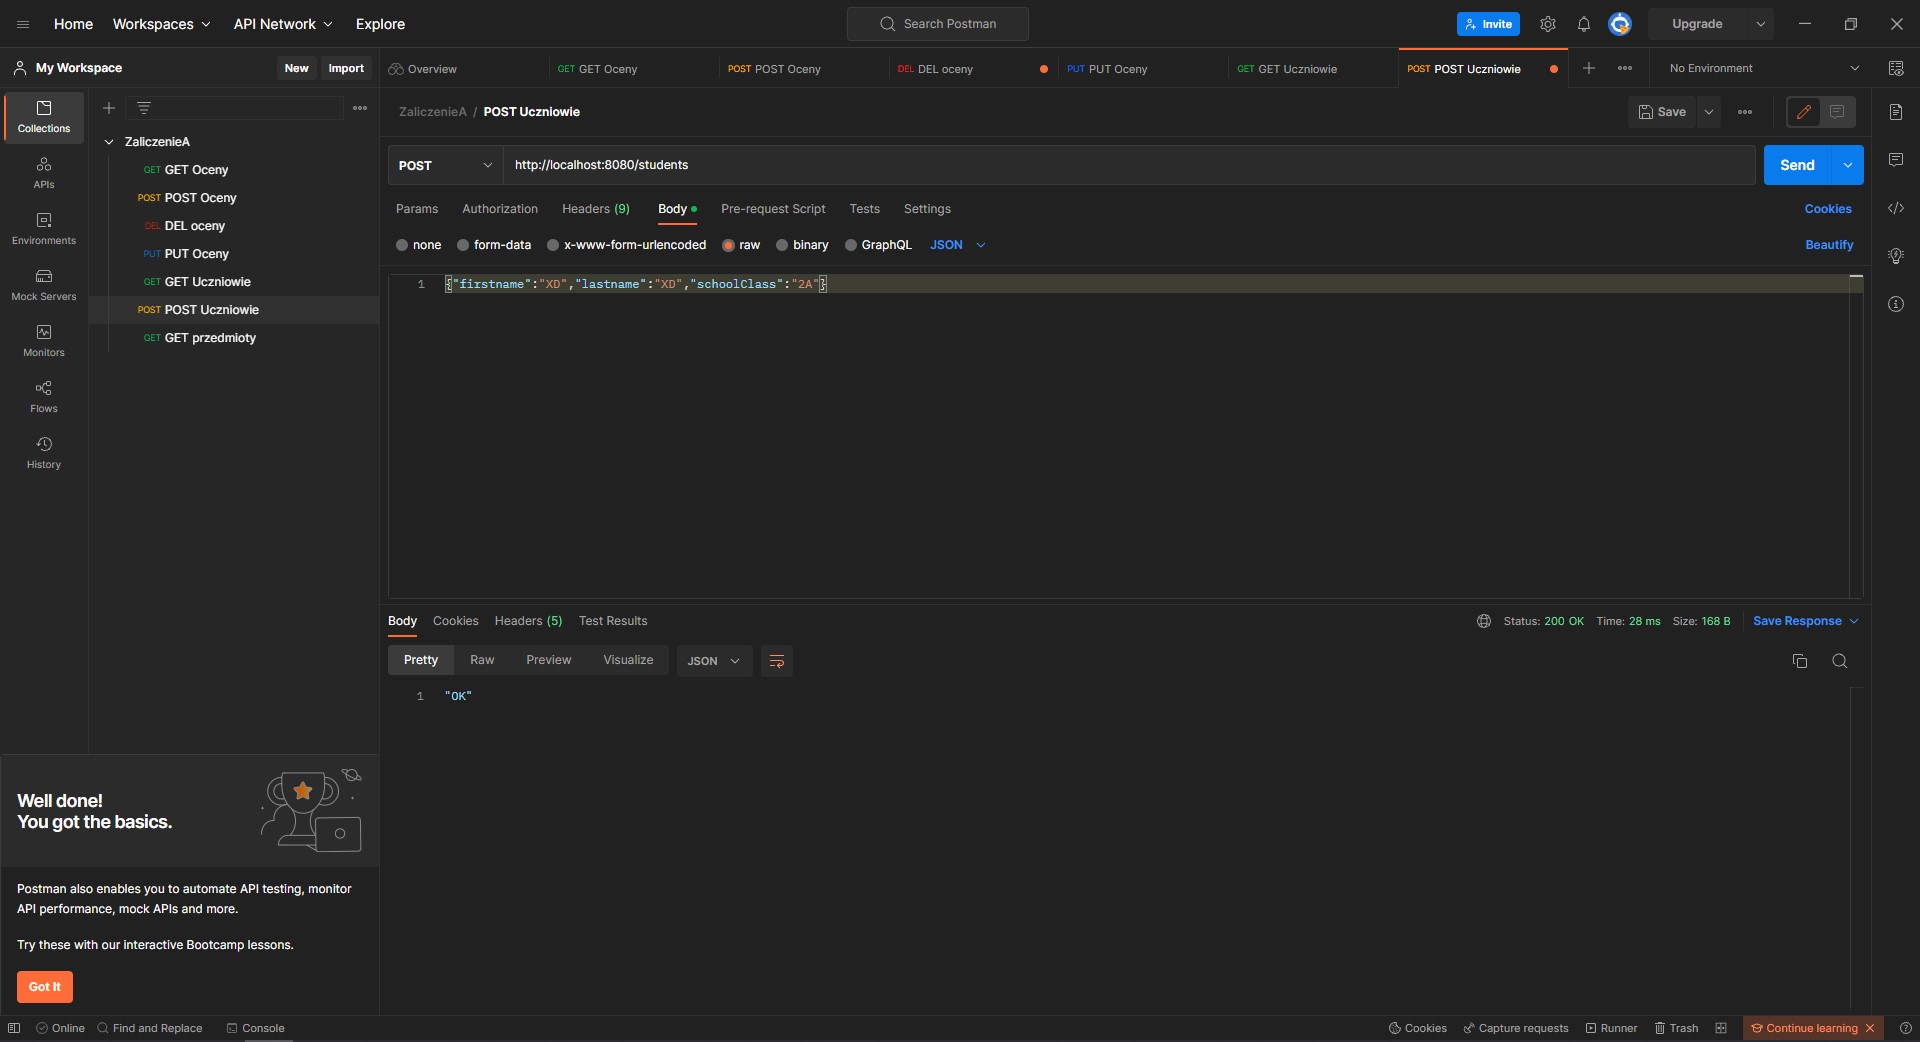 Home Workspaces API Network Explore Search Postman Invite Upgrade
My Workspace New Import Overview GET GET Oceny POST POST Oceny DEL DEL oceny PUT PUT Oceny GET GET Uczniowie POST POST Uczniowie No Environment
Collections
APIs
Environments
Mock Servers
Monitors
Flows
History
ZaliczenieA
GET GET Oceny
POST POST Oceny
DEL DEL oceny
PUT PUT Oceny
GET GET Uczniowie
POST POST Uczniowie
GET GET przedmioty
ZaliczenieA / POST Uczniowie Save
POST http://localhost:8080/students Send
Params Authorization Headers (9) Body Pre-request Script Tests Settings Cookies
none form-data x-www-form-urlencoded raw binary GraphQL JSON Beautify
1 {"firstname":"XD","lastname":"XD","schoolClass":"2A"}
Body Cookies Headers (5) Test Results Status: 200 OK Time: 28 ms Size: 168 B Save Response
Pretty Raw Preview Visualize JSON
1 "OK"
Well done!
You got the basics.
Postman also enables you to automate API testing, monitor
API performance, mock APIs and more.
Try these with our interactive Bootcamp lessons.
Got It
Online Find and Replace Console Cookies Capture requests Runner Trash Continue learning